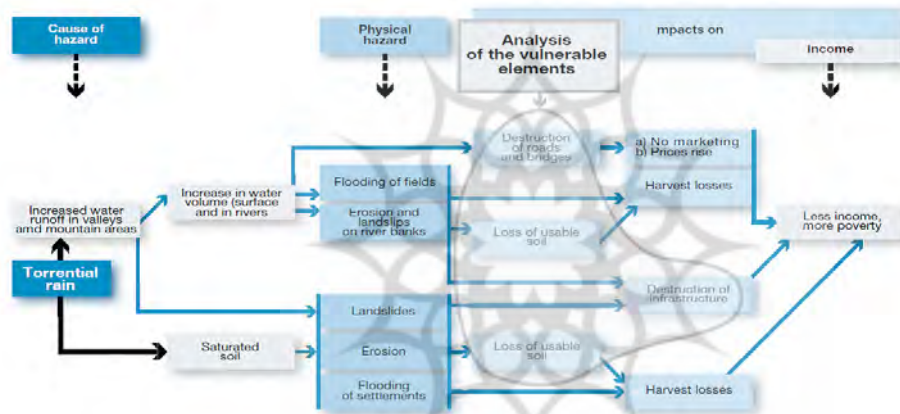 Cause of
hazard
Physical
hazard
Analysis
of the vulnerable
elements
mpacts on
Income
Destruction
of roads
and bridges
a) No marketing
b) Prices rise
Flooding of fields
Harvest losses
Increase in water
volume (surface
and in rivers
Erosion and
landslips
on river banks
Increased water
runoff in valleys
and mountain areas
Loss of usable
soil
Less income,
more poverty
Torrential
rain
Destruction of
infrastructure
Landslides
Saturated
soil
Erosion
Loss of usable
soil
Flooding
of settlements
Harvest losses